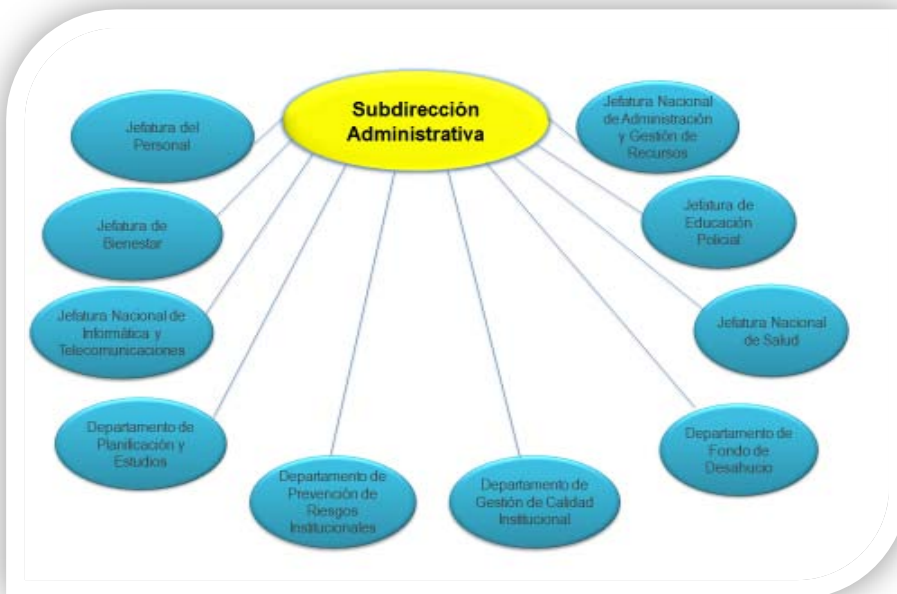 Subdirección
Administrativa
Jefatura del
Personal
Jefatura Nacional
de Administración
y Gestión de
Recursos
Jefatura de
Bienestar
Jefatura de
Educación
Policial
Jefatura Nacional de
Informática y
Telecomunicaciones
Jefatura Nacional
de Salud
Departamento de
Planificación y
Estudios
Departamento de
Fondo de
Desahucio
Departamento de
Prevención de
Riesgos
Institucionales
Departamento de
Gestión de Calidad
Institucional